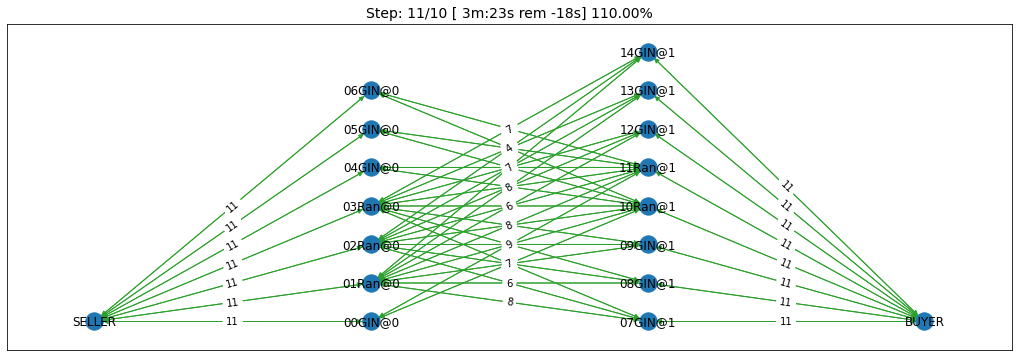 Step: 11/10 [ 3m:23s rem -18s] 110.00%
14GIN@1
06GIN@0
13GIN@1
05GIN@0
7
12GIN@1
4
04GIN@0
7
11Ran@1
8
11
11
03Ran@0
6
10Ran@1
11
11
11
8
11
02Ran@0
9
09GIN@1
11
11
7
11
01Ran@0
6
08GIN@1
11
11
8
11
SELLER
11
00GIN@0
07GIN@1
11
BUYER